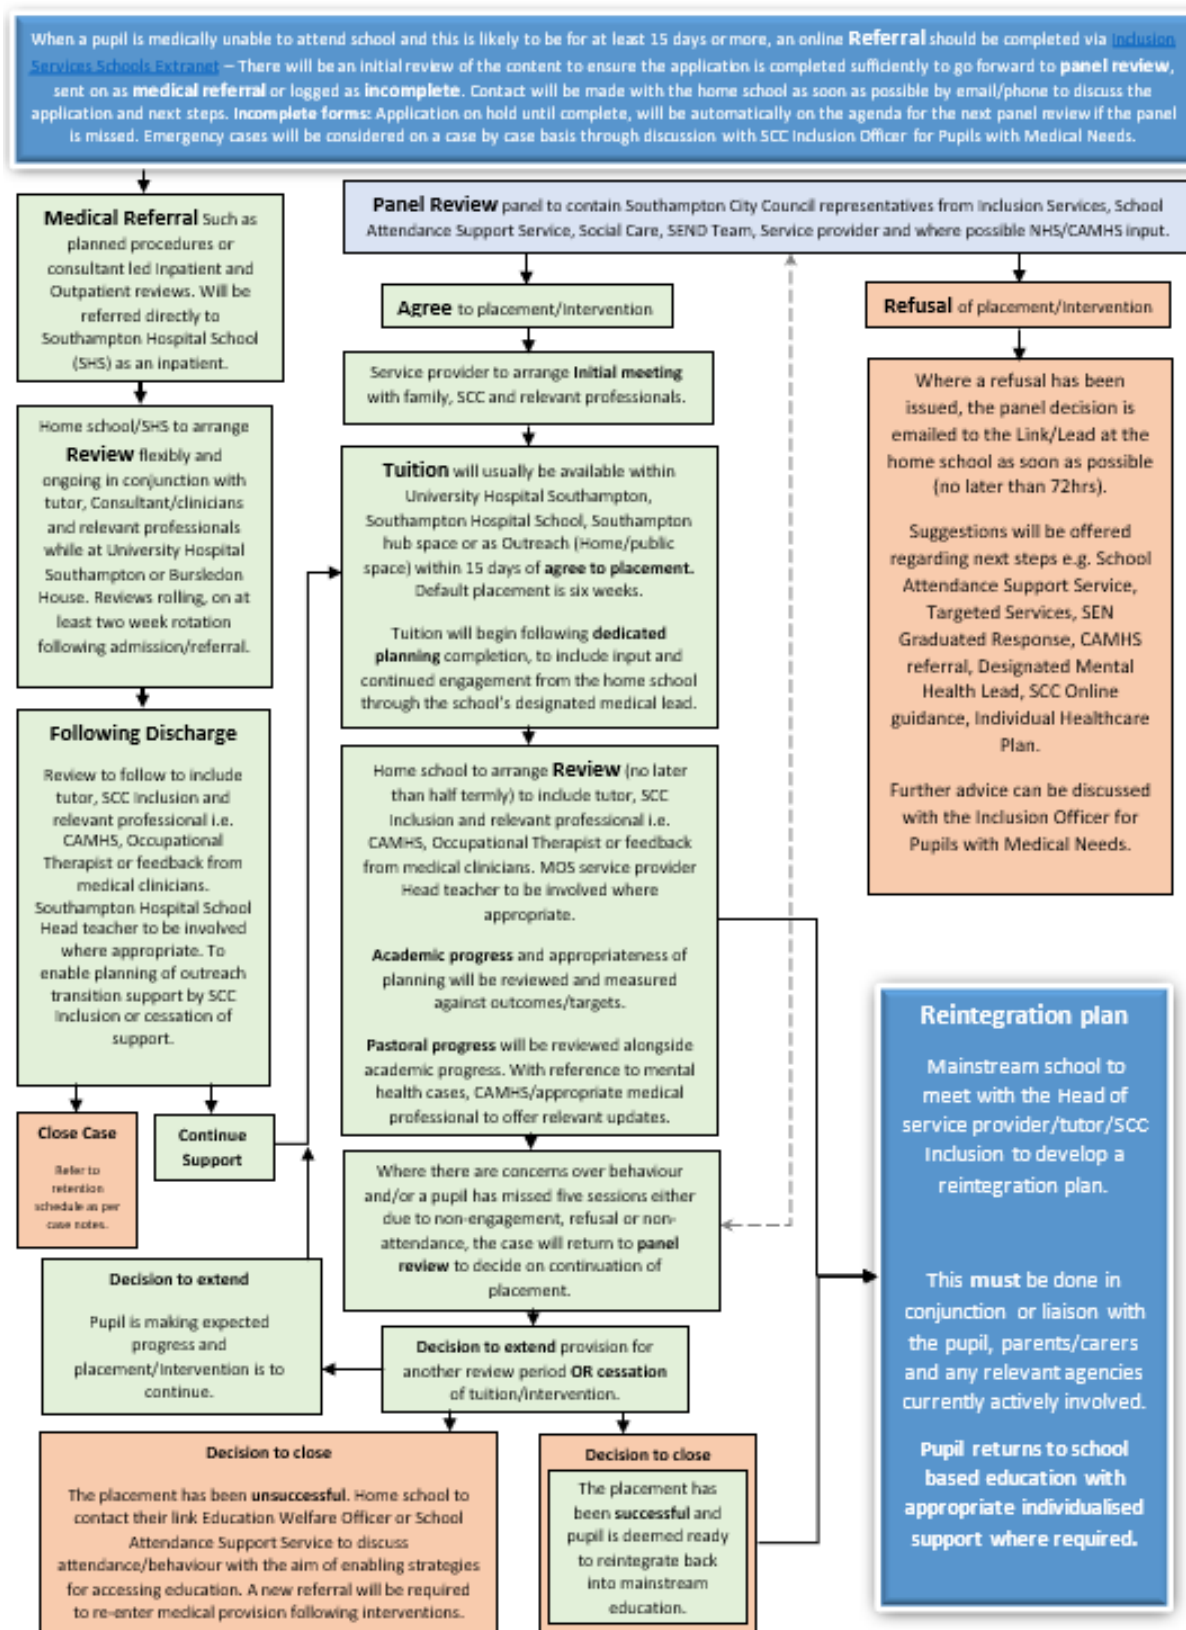 When a pupil is medically unable to attend school and this is likely to be for at least 15 days or more, an online Referral should be completed via Inclusion
Services Schools Extranet – There will be an initial review of the content to ensure the application is completed sufficiently to go forward to panel review,
sent on as medical referral or logged as incomplete. Contact will be made with the home school as soon as possible by email/phone to discuss the
application and next steps. Incomplete forms: Application on hold until complete, will be automatically on the agenda for the next panel review if the panel
is missed. Emergency cases will be considered on a case by case basis through discussion with SCC Inclusion Officer for Pupils with Medical Needs.
Medical Referral Such as
planned procedures or
consultant led Inpatient and
Outpatient reviews. Will be
referred directly to
Southampton Hospital School
(SHS) as an inpatient.
Home school/SHS to arrange
Review flexibly and
ongoing in conjunction with
tutor, Consultant/clinicians
and relevant professionals
while at University Hospital
Southampton or Bursledon
House. Reviews rolling, on at
least two week rotation
following admission/referral.
Following Discharge
Review to follow to include
tutor, SCC Inclusion and
relevant professional i.e.
CAMHS, Occupational
Therapist or feedback from
medical clinicians.
Southampton Hospital School
Head teacher to be involved
where appropriate. To
enable planning of outreach
transition support by SCC
Inclusion or cessation of
support.
Close Case
Refer to
retention
schedule as per
case notes.
Continue
Support
Panel Review panel to contain Southampton City Council representatives from Inclusion Services, School
Attendance Support Service, Social Care, SEND Team, Service provider and where possible NHS/CAMHS input.
Agree to placement/Intervention
Service provider to arrange Initial meeting
with family, SCC and relevant professionals.
Tuition will usually be available within
University Hospital Southampton,
Southampton Hospital School, Southampton
hub space or as Outreach (Home/public
space) within 15 days of agree to placement.
Default placement is six weeks.
Tuition will begin following dedicated
planning completion, to include input and
continued engagement from the home school
through the school's designated medical lead.
Home school to arrange Review (no later
than half termly) to include tutor, SCC
Inclusion and relevant professional i.e.
CAMHS, Occupational Therapist or feedback
from medical clinicians. MOS service provider
Head teacher to be involved where
appropriate.
Academic progress and appropriateness of
planning will be reviewed and measured
against outcomes/targets.
Pastoral progress will be reviewed alongside
academic progress. With reference to mental
health cases, CAMHS/appropriate medical
professional to offer relevant updates.
Where there are concerns over behaviour
and/or a pupil has missed five sessions either
due to non-engagement, refusal or non-
attendance, the case will return to panel
review to decide on continuation of
placement.
Decision to extend provision for
another review period OR cessation
of tuition/intervention.
Decision to extend
Pupil is making expected
progress and
placement/Intervention is to
continue.
Decision to close
The placement has been unsuccessful. Home school to
contact their link Education Welfare Officer or School
Attendance Support Service to discuss
attendance/behaviour with the aim of enabling strategies
for accessing education. A new referral will be required
to re-enter medical provision following interventions.
Decision to close
The placement has
been successful and
pupil is deemed ready
to reintegrate back
into mainstream
education.
Refusal of placement/Intervention
Where a refusal has been
issued, the panel decision is
emailed to the Link/Lead at the
home school as soon as possible
(no later than 72hrs).
Suggestions will be offered
regarding next steps e.g. School
Attendance Support Service,
Targeted Services, SEN
Graduated Response, CAMHS
referral, Designated Mental
Health Lead, SCC Online
guidance, Individual Healthcare
Plan.
Further advice can be discussed
with the Inclusion Officer for
Pupils with Medical Needs.
Reintegration plan
Mainstream school to
meet with the Head of
service provider/tutor/SCC
Inclusion to develop a
reintegration plan.
This must be done in
conjunction or liaison with
the pupil, parents/carers
and any relevant agencies
currently actively involved.
Pupil returns to school
based education with
appropriate individualised
support where required.